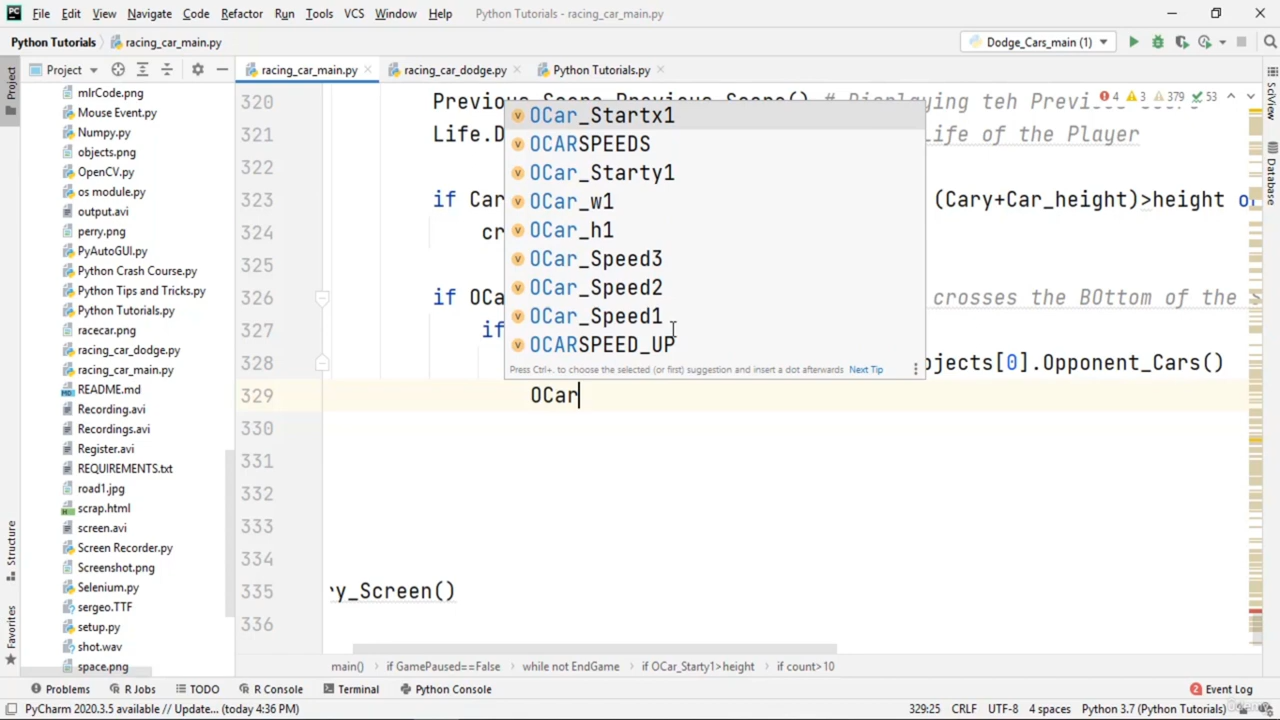 File Edit View Navigate Code Refactor Run Tools VCS Window Help Python Tutorials - racing_car_main.py
Python Tutorials racing_car_main.py Dodge_Cars_main (1)
Project racing_car_main.py racing_car_dodge.py Python Tutorials.py
Project
Structure
Favorites
SciView
Database
mlrCode.png
Mouse Event.py
Numpy.py
objects.png
OpenCV.py
os module.py
output.avi
perry.png
PyAutoGUI.py
Python Crash Course.py
Python Tips and Tricks.py
Python Tutorials.py
racecar.png
racing_car_dodge.py
racing_car_main.py
README.md
Recording.avi
Recordings.avi
Register.avi
REQUIREMENTS.txt
road1.jpg
scrap.html
screen.avi
Screen Recorder.py
Screenshot.png
Selenium.py
sergeo.TTF
setup.py
shot.wav
space.png
4 3 379 53
320 # Displaying teh
321 Life.D ife of the Player
322
323 if Car (Cary+Car_height)>height or
324 cr
325
326 if OCa crosses the BOttom of the
327 if
328 bjects[0].Opponent_Cars()
329 OCar
330
331
332
333
334
335 ry_Screen()
336
OCar_Startx1
OCARSPEEDS
OCar_Starty1
OCar_w1
OCar_h1
OCar_Speed3
OCar_Speed2
OCar_Speed1
OCARSPEED_UP
Press Ctrl+. to choose the selected (or first) suggestion and insert a dot afterwards Next Tip
main() if GamePaused==False while not EndGame if OCar_Starty1>height if count>10
Problems R Jobs TODO R Console Terminal Python Console 2 Event Log
PyCharm 2020.3.5 available // Update... (today 4:36 PM) 329:25 CRLF UTF-8 4 spaces Python 3.7 (Python Tutorials)